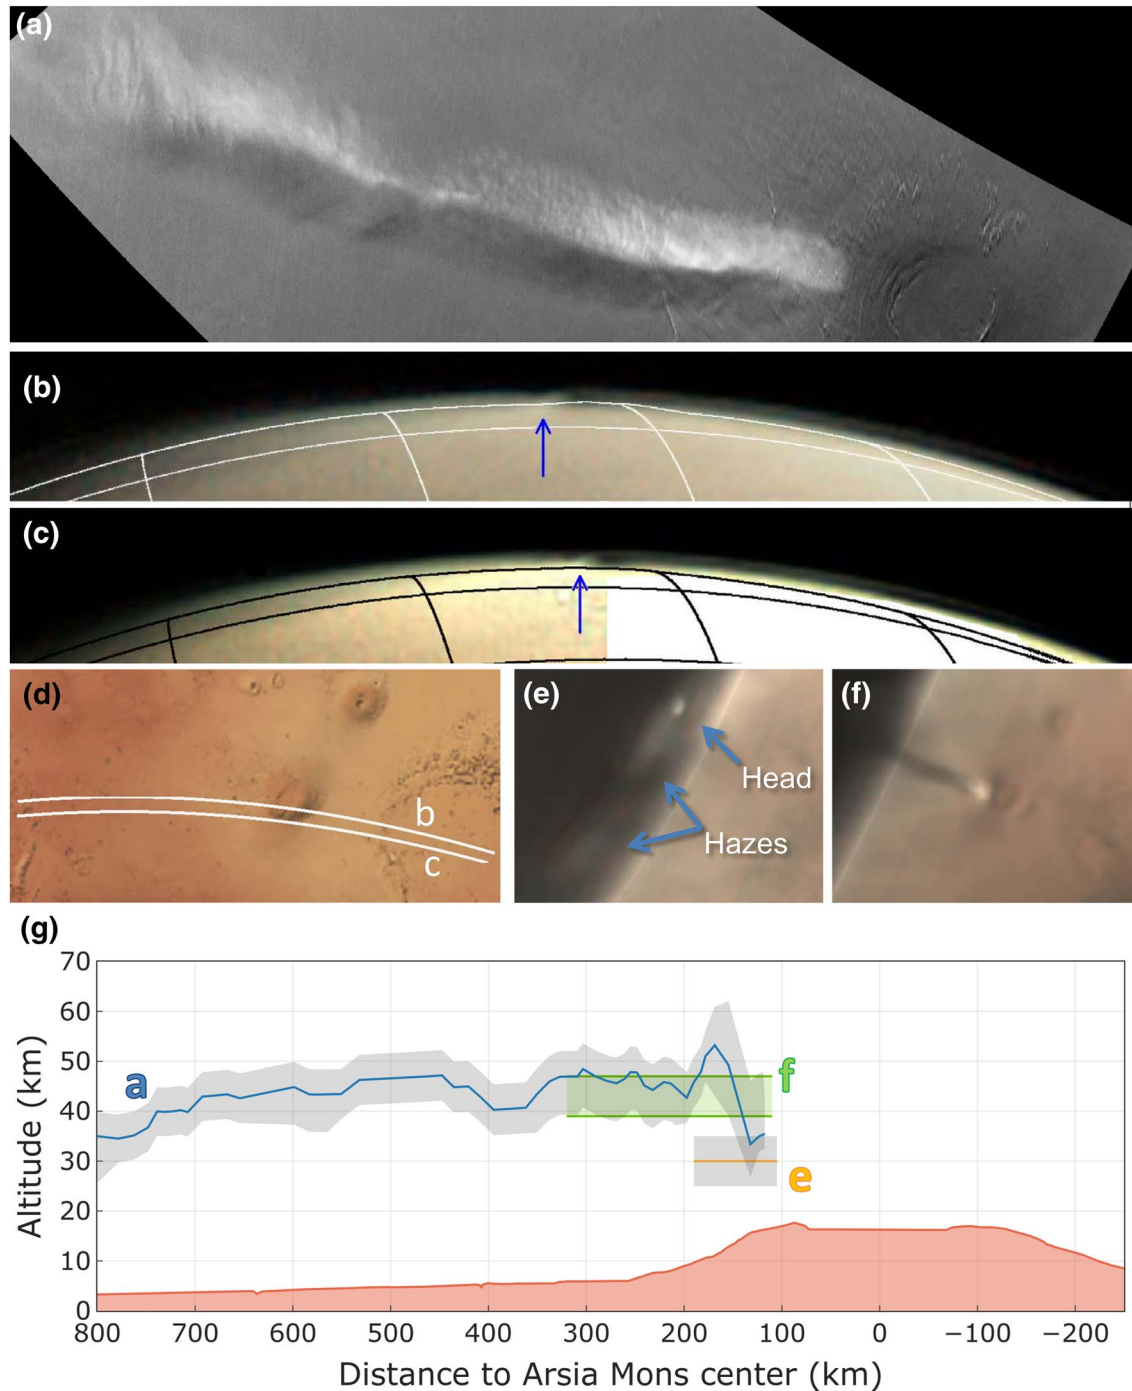 (a)
(b)
(c)
(d)
b
c
(e)
Head
Hazes
(f)
(g)
Altitude (km)
70
60
50
40
30
20
10
0
a
f
e
800 700 600 500 400 300 200 100 0 −100 −200
Distance to Arsia Mons center (km)